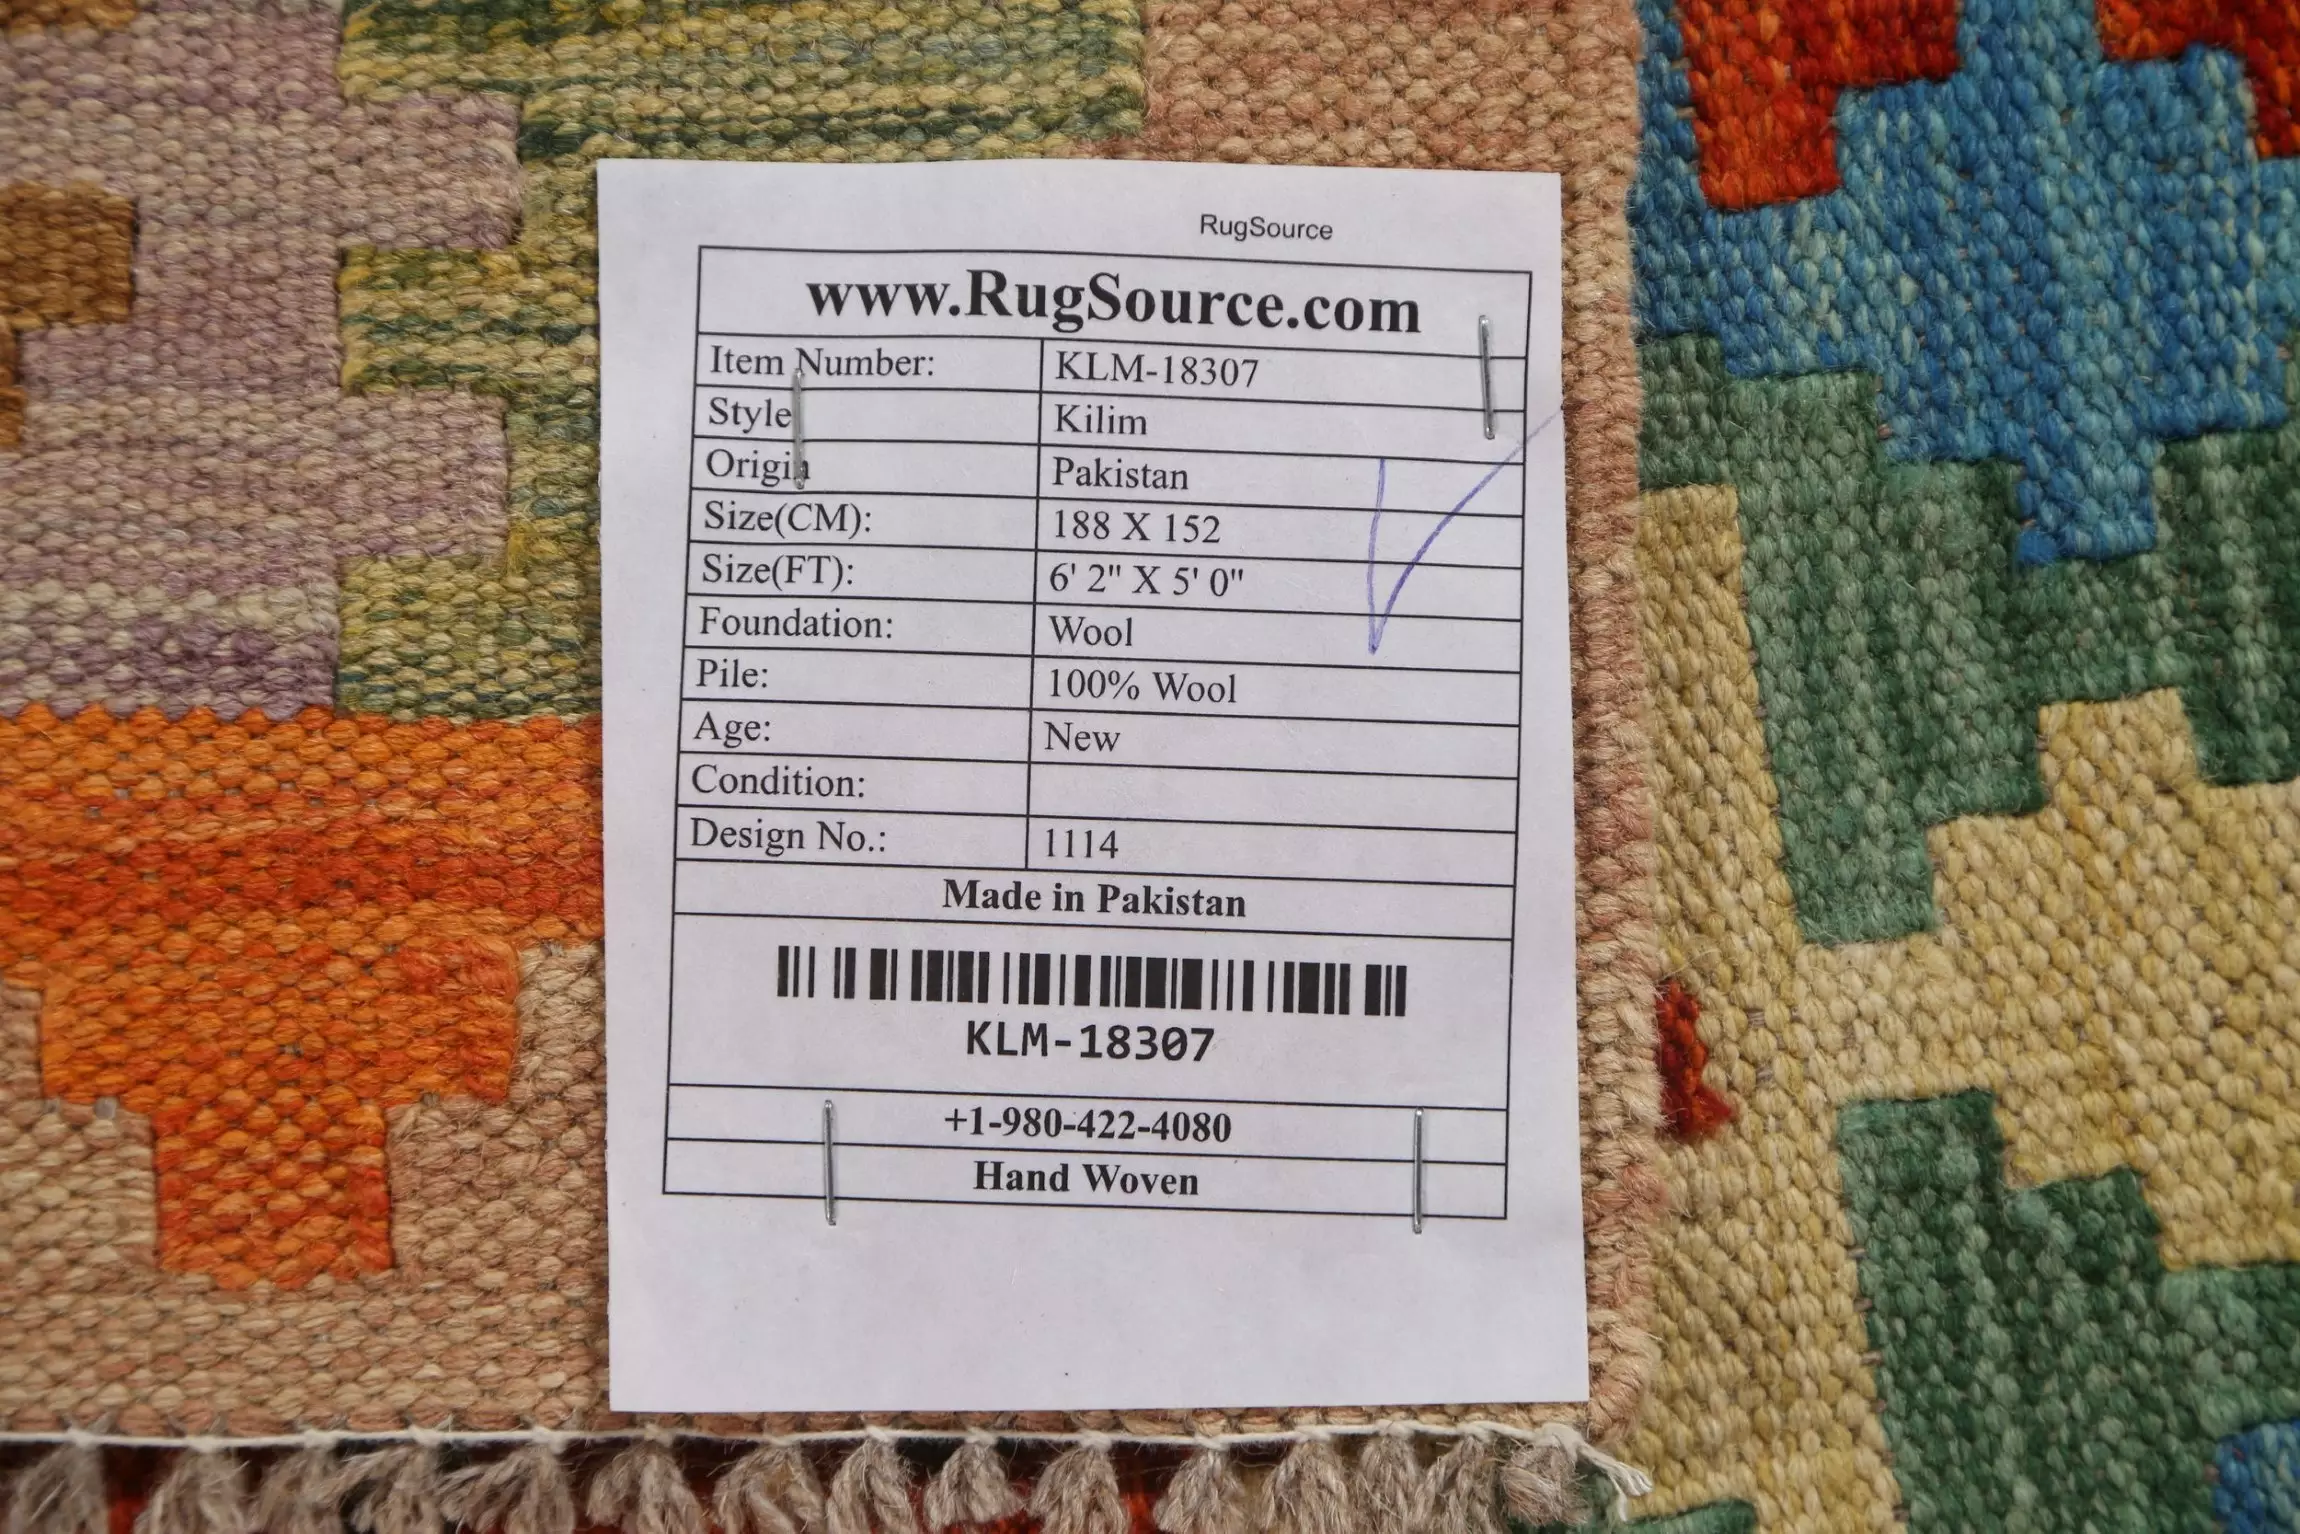 RugSource
www.RugSource.com
Item Number: KLM-18307
Style Kilim
Origin Pakistan
Size(CM): 188 X 152
Size(FT): 6' 2" X 5' 0"
Foundation: Wool
Pile: 100% Wool
Age: New
Condition:
Design No.: 1114
Made in Pakistan
KLM-18307
+1-980-422-4080
Hand Woven